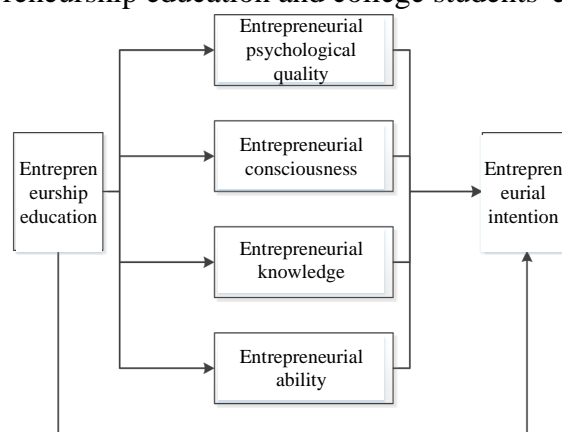 reneurship education and college students'
Entrepreneurial
psychological
quality
Entrepreneurial
consciousness
Entrepren
eurship
education
Entrepren
eurial
intention
Entrepreneurial
knowledge
Entrepreneurial
ability